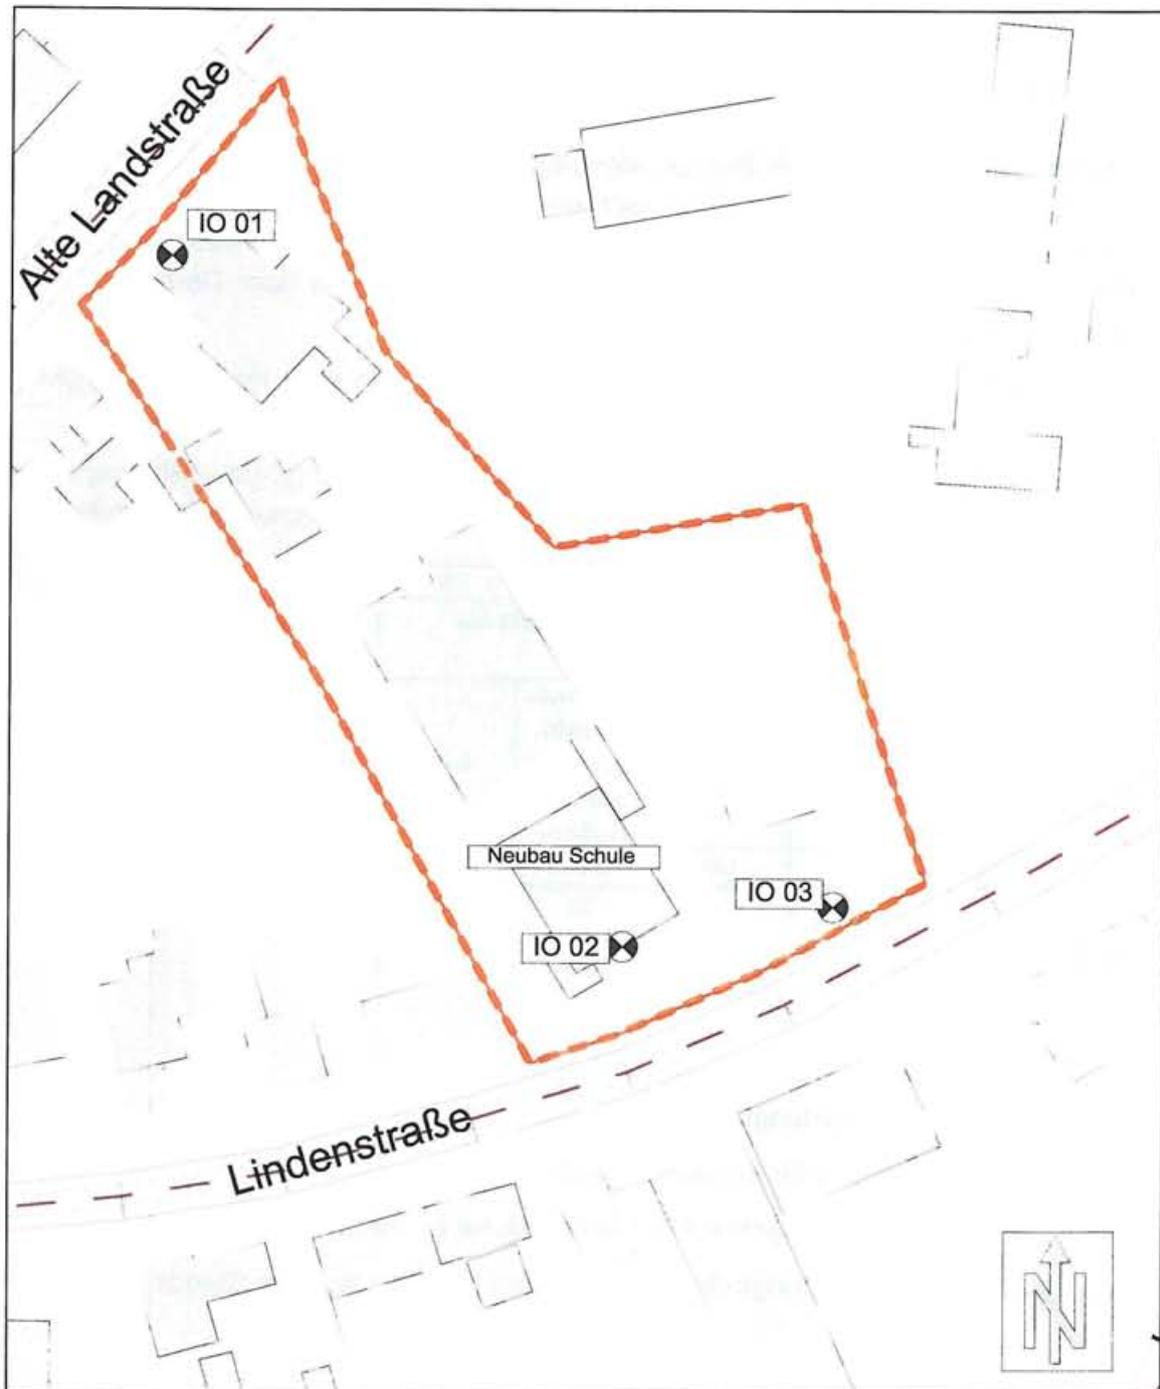 Alte Landstraße
IO 01
Neubau Schule
IO 03
IO 02
Lindenstraße
N